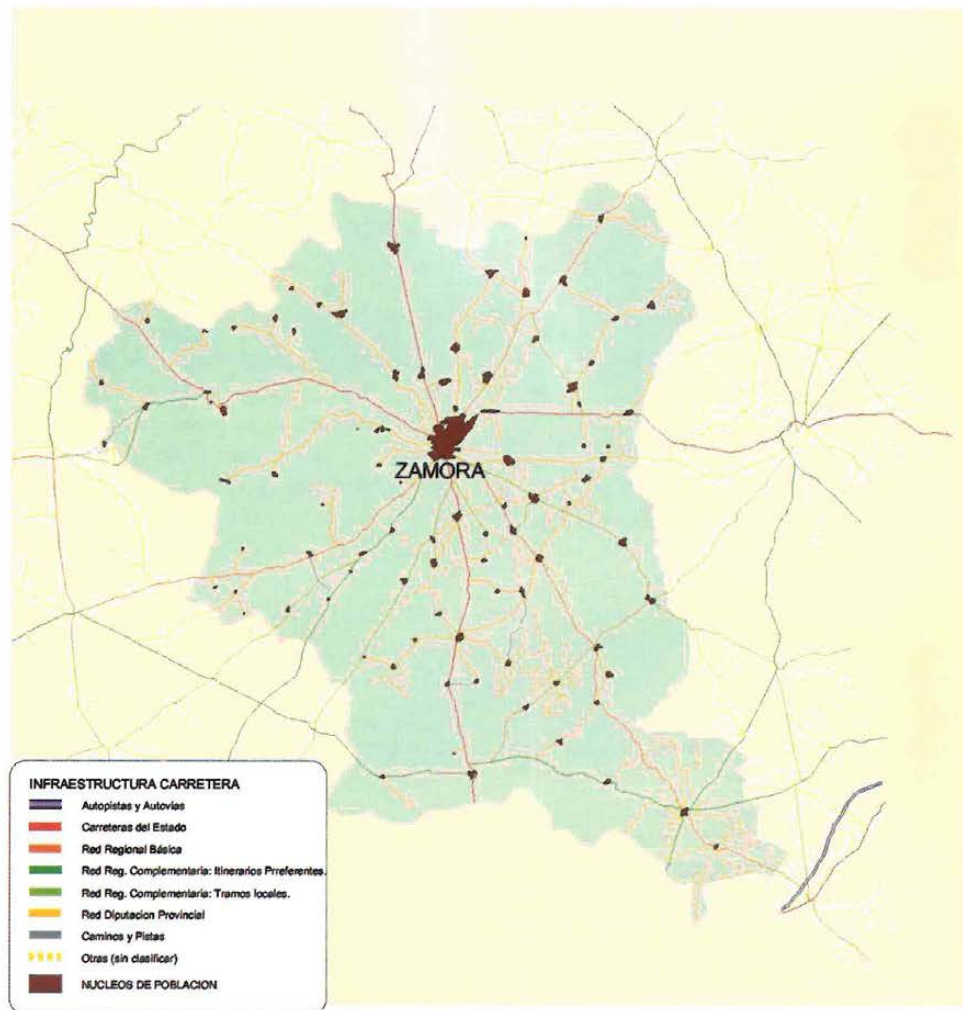 ZAMORA
INFRAESTRUCTURA CARRETERA
Autopistas y Autovías
Carreteras del Estado
Red Regional Básica
Red Reg. Complementaria: Itinerarios Prreferentes.
Red Reg. Complementaria: Tramos locales.
Red Diputacion Provincial
Caminos y Pistas
Otras (sin clasificar)
NUCLEOS DE POBLACION